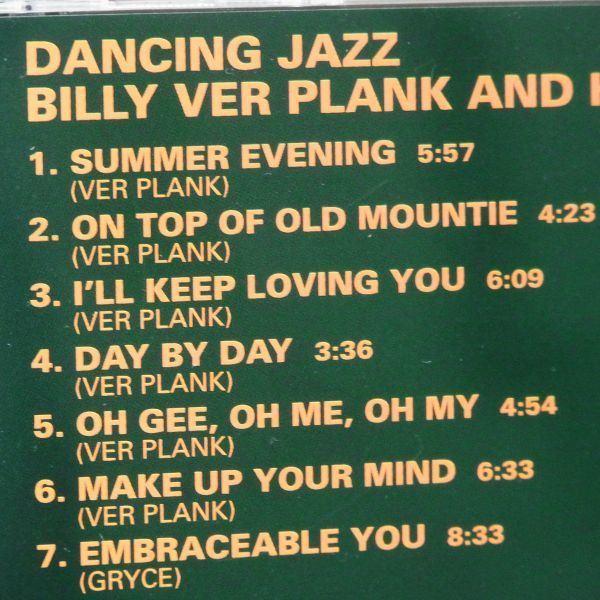 DANCING JAZZ
BILLY VER PLANK AND
1. SUMMER EVENING 5:57
(VER PLANK)
2. ON TOP OF OLD MOUNTIE 4:23
(VER PLANK)
3. I'LL KEEP LOVING YOU 6:09
(VER PLANK)
4. DAY BY DAY 3:36
(VER PLANK)
5. OH GEE, OH ME, OH MY 4:54
(VER PLANK)
6. MAKE UP YOUR MIND 6:33
(VER PLANK)
7. EMBRACEABLE YOU 8:33
(GRYCE)